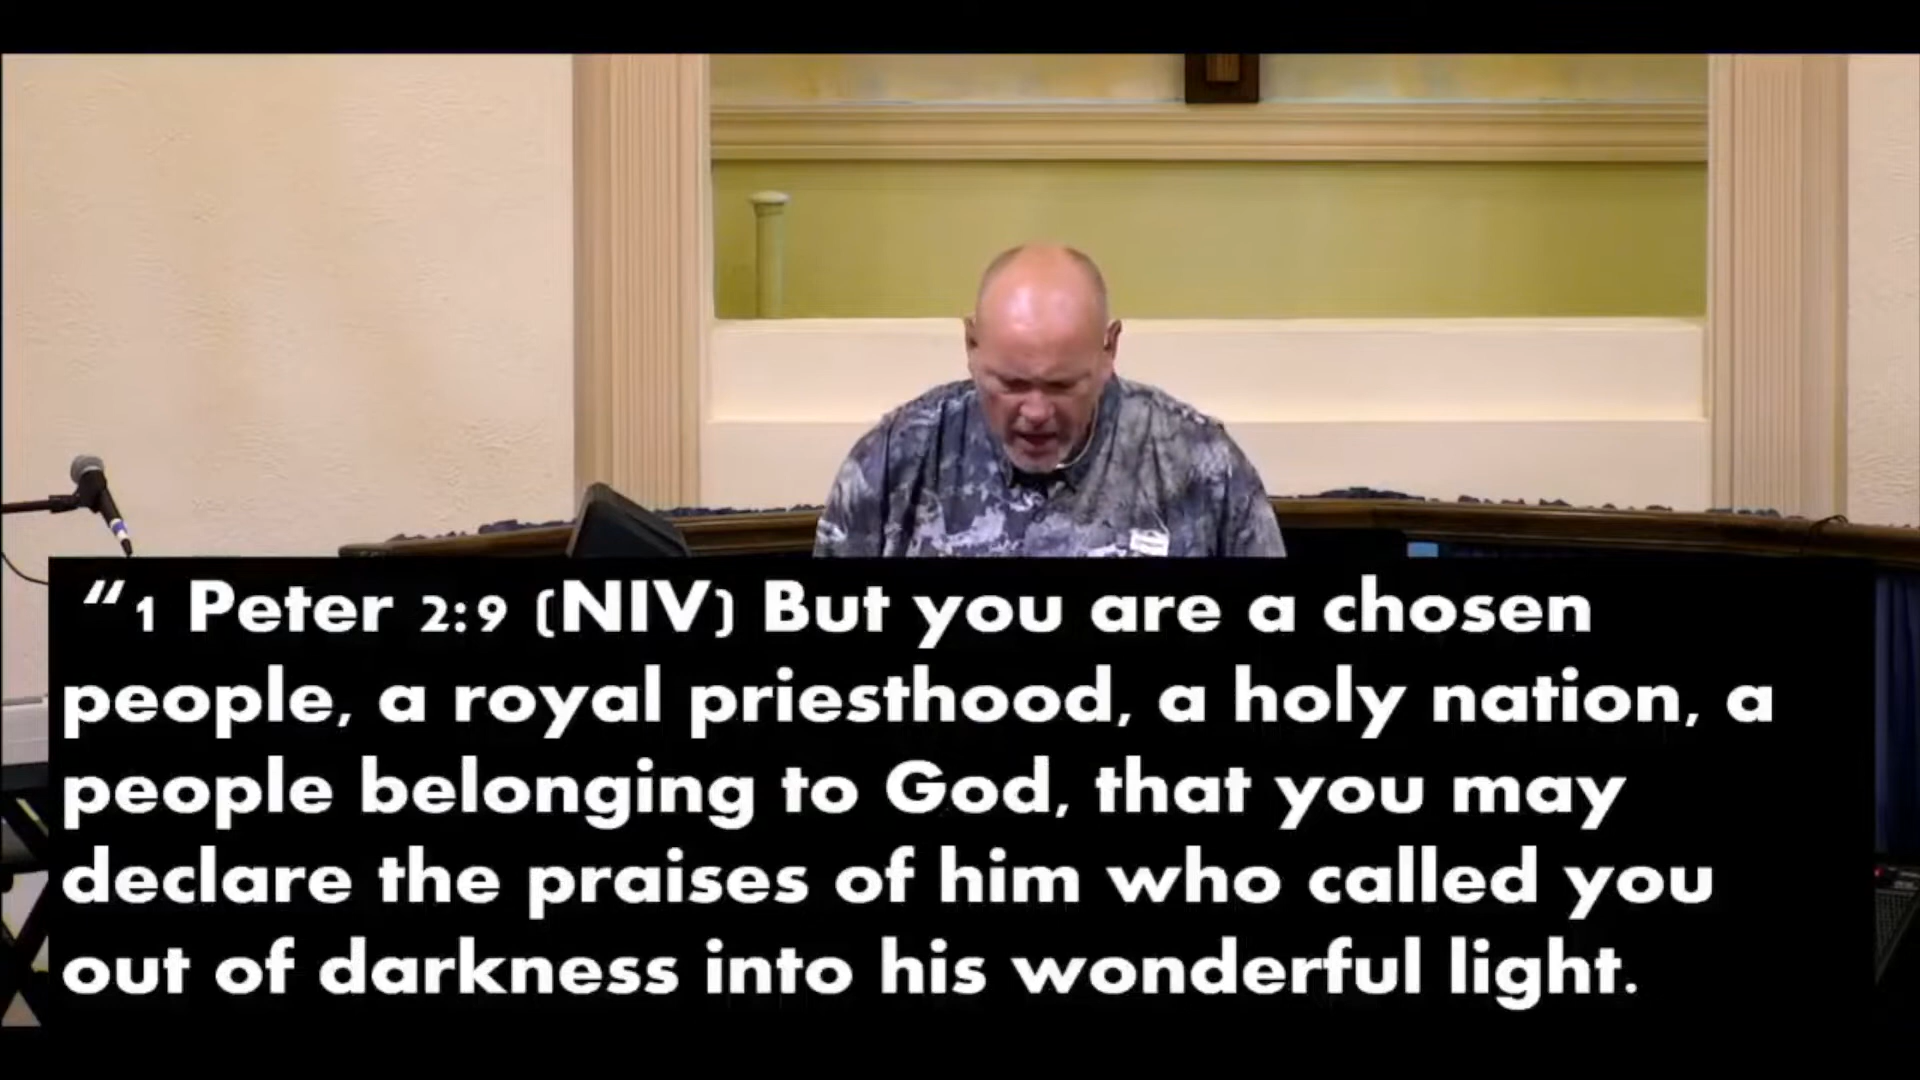 “1 Peter 2:9 (NIV) But you are a chosen
people, a royal priesthood, a holy nation, a
people belonging to God, that you may
declare the praises of him who called you
out of darkness into his wonderful light.